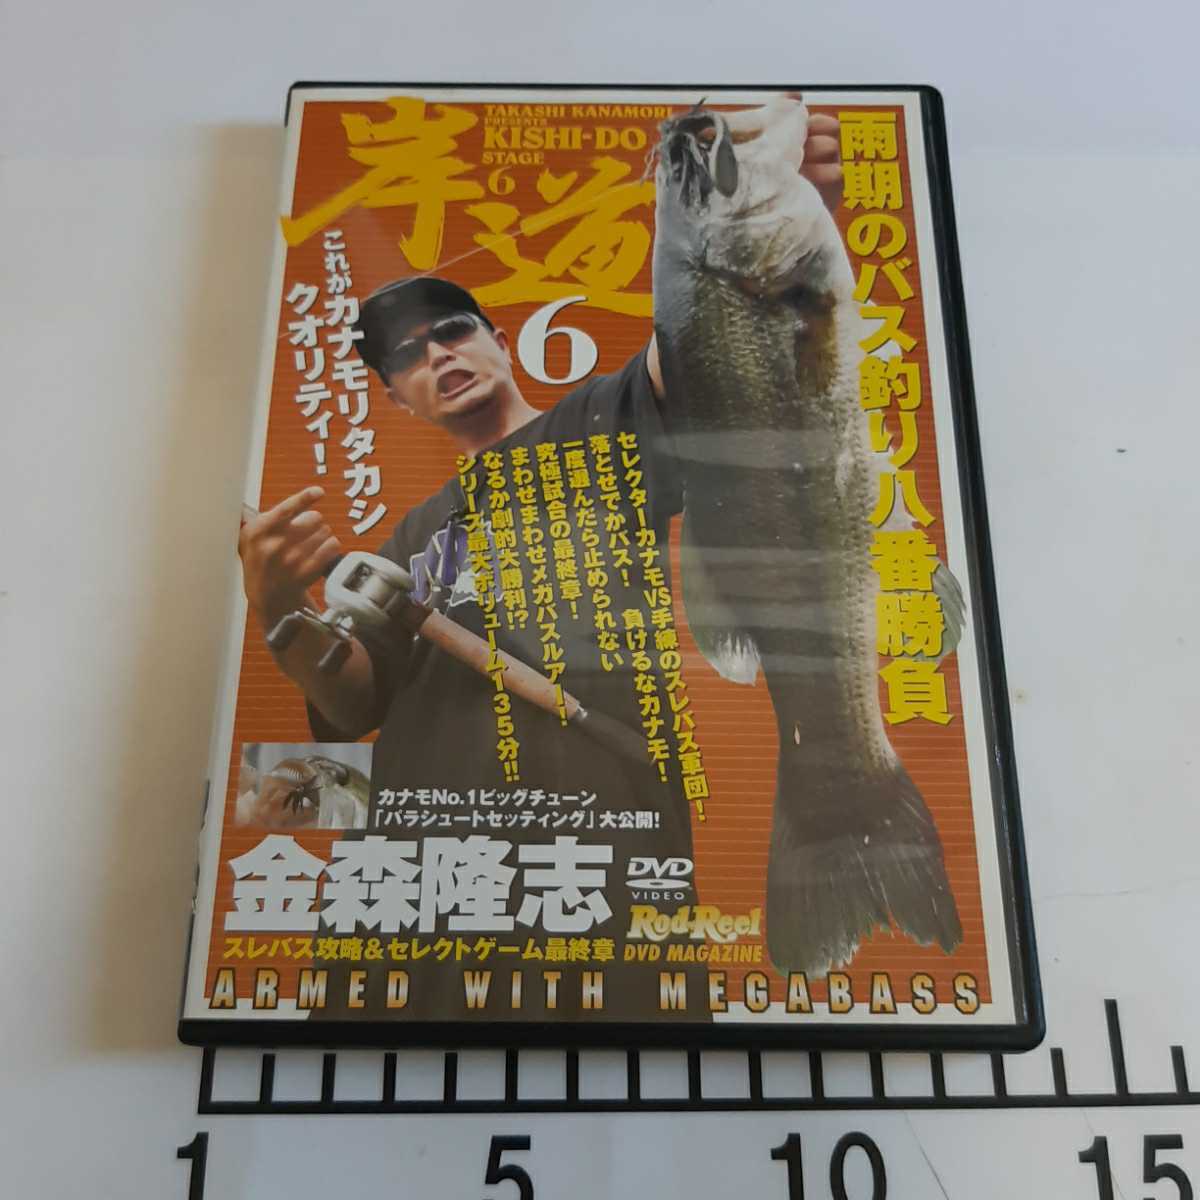 TAKASHI KANAMORI
PRESENTS
KISHI-DO
STAGE
6
岸道
6
雨期のバス釣り八番勝負
これがカナモリタカシ
クオリティ!
セレクターカナモVS手練のスレバス軍団!
落とせでかバス! 負けるなカナモ!
一度選んだら止められない
究極試合の最終章!
まわせまわせメガバスルアー!
なるか劇的大勝利!?
シリーズ最大ボリューム135分!!
カナモNo.1ビッグチューン
「パラシュートセッティング」大公開!
金森隆志
DVD
VIDEO
スレバス攻略&セレクトゲーム最終章
Rod and Reel
DVD MAGAZINE
ARMED WITH MEGABASS
1 5 10 15